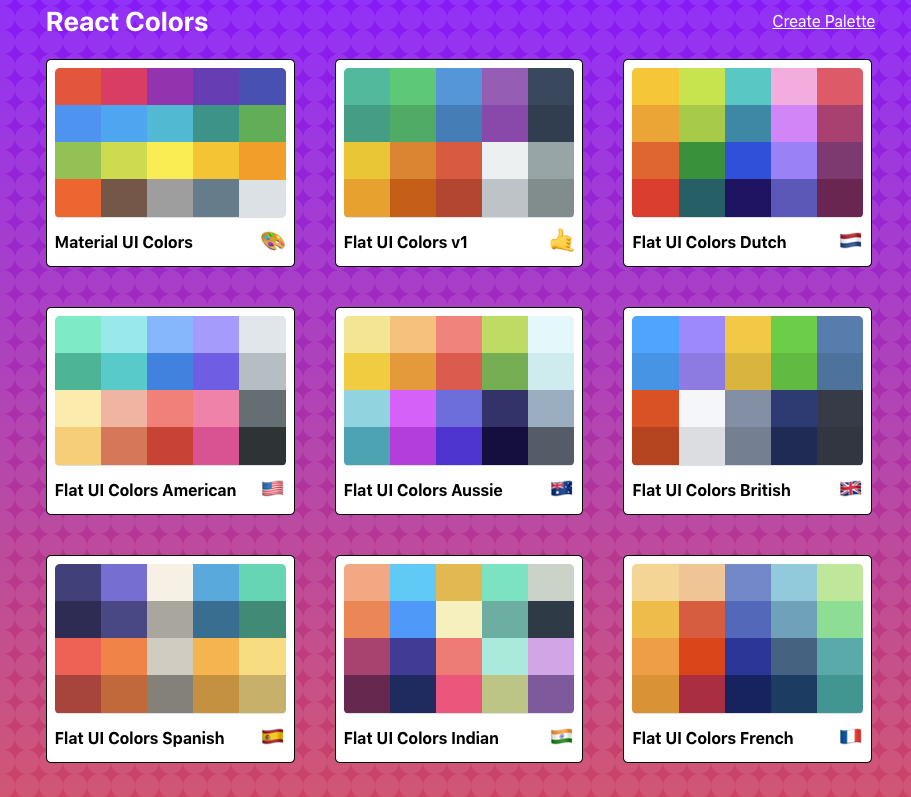 React Colors
Create Palette
Material UI Colors
Flat UI Colors v1
Flat UI Colors Dutch
Flat UI Colors American
Flat UI Colors Aussie
Flat UI Colors British
Flat UI Colors Spanish
Flat UI Colors Indian
Flat UI Colors French